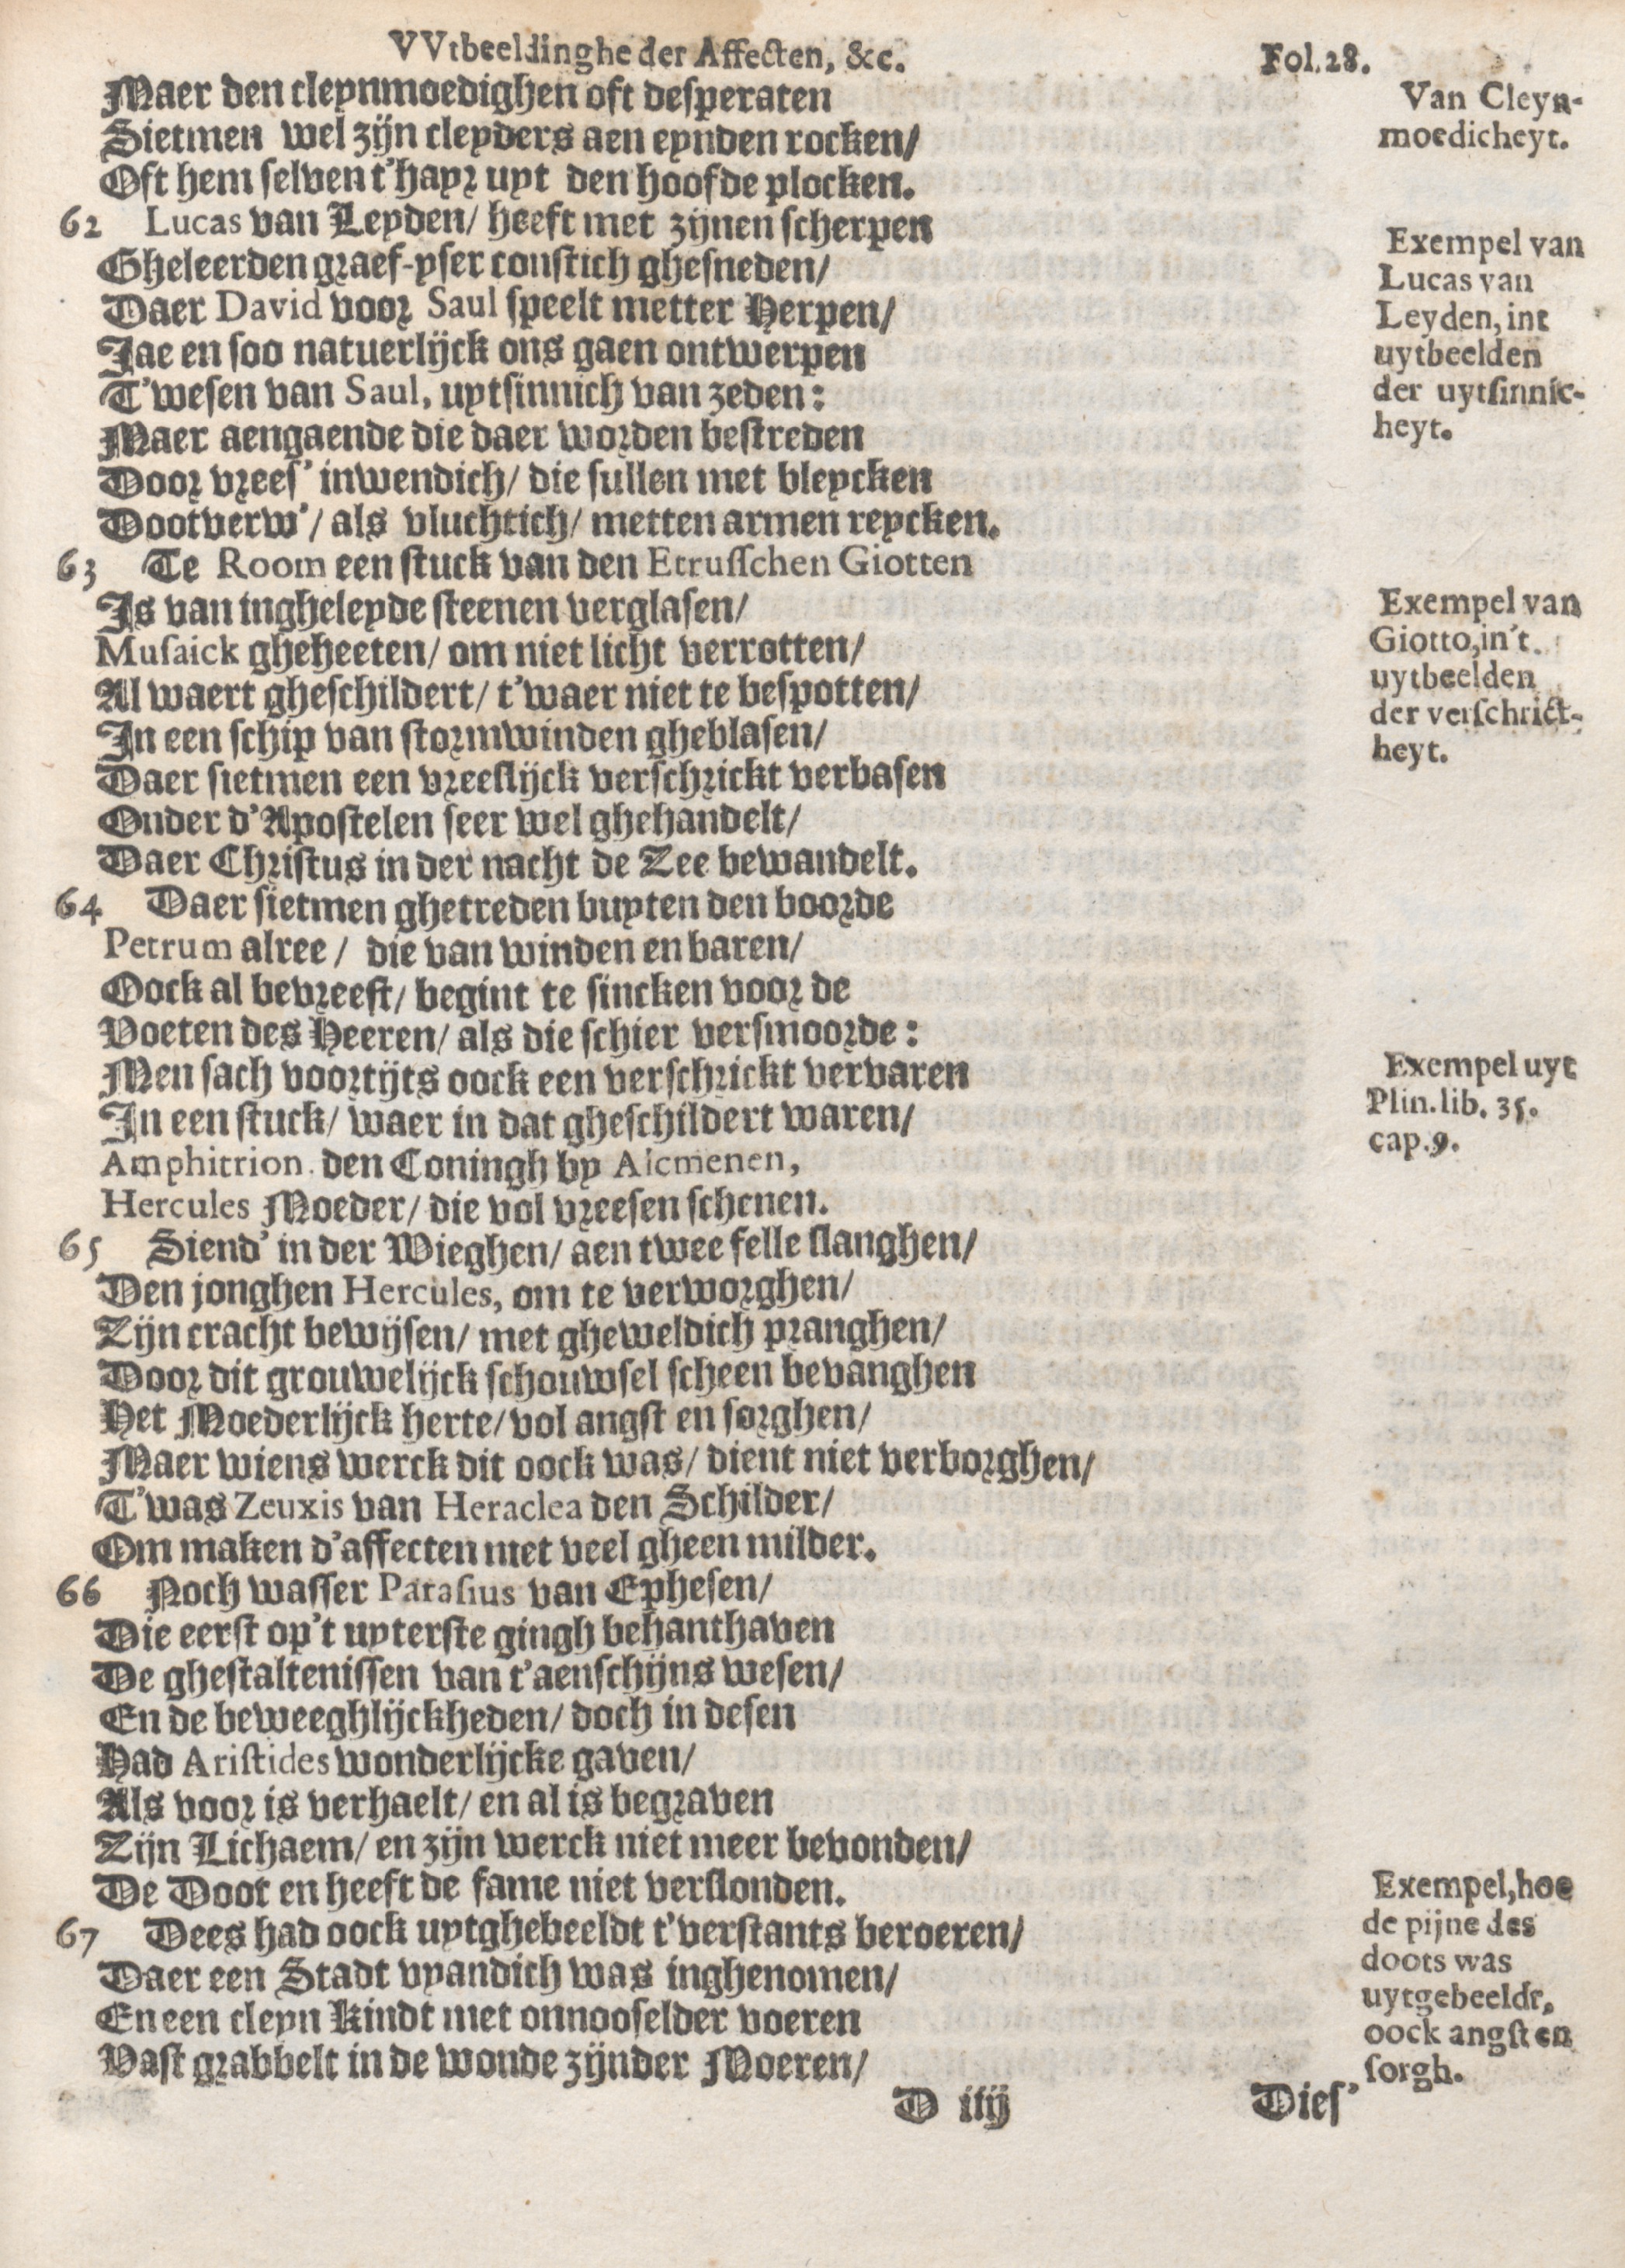 VVtbeeldinghe der Affecten, &c.
Fol. 28.
Maer den cleynmoedighen oft desperaten
Sietmen wel zijn cleyders aen eynden rocken/
Oft hem selven t'hayr uyt den hoofde plocken.
Van Cleyn-
moedicheyt.
62 Lucas van Leyden/ heeft met zijnen scherpen
Gheleerden graef-yser constich ghesneden/
Daer David voor Saul speelt metter Herpen/
Jae en soo natuerlijck ons gaen ontwerpen
T'wesen van Saul, uytsinnich van zeden:
Maer aengaende die daer worden bestreden
Door vrees' inwendich/ die sullen met bleycken
Dootverw'/ als vluchtich/ metten armen reycken.
Exempel van
Lucas van
Leyden, int
uytbeelden
der uytsinnic-
heyt.
63 Te Room een stuck van den Etrusschen Giotten
Is van ingheleyde steenen verglasen/
Musaick gheheeten/ om niet licht verrotten/
Al waert gheschildert/ t'waer niet te bespotten/
In een schip van stormwinden gheblasen/
Daer sietmen een vreeslijck verschrickt verbasen
Onder d'Apostelen seer wel ghehandelt/
Daer Christus in der nacht de Zee bewandelt.
Exempel van
Giotto, in't
uytbeelden
der verschrict-
heyt.
64 Daer sietmen ghetreden buyten den boorde
Petrum alree/ die van winden en baren/
Oock al bevreest/ begint te sincken voor de
Voeten des Heeren/ als die schier versmoorde:
Men sach voortijts oock een verschrickt vervaren
In een stuck/ waer in dat gheschildert waren/
Amphitrion. den Coningh by Alcmenen,
Hercules Moeder/ die vol vreesen schenen.
Exempel uyt
Plin. lib. 35.
cap. 9.
65 Siend' in der Wieghen/ aen twee felle slanghen/
Den jonghen Hercules, om te verworghen/
Zijn cracht bewijsen/ met gheweldich pranghen/
Door dit grouwelijck schouwsel scheen bevanghen
Het Moederlijck herte/ vol angst en sorghen/
Maer wiens werck dit oock was/ dient niet verborghen/
T'was Zeuxis van Heraclea den Schilder/
Om maken d'affecten met veel gheen milder.
66 Noch wasser Parasius van Ephesen/
Die eerst op't uyterste gingh behanthaven
De ghestaltenissen van t'aenschijns wesen/
En de beweeghlijckheden/ doch in desen
Had Aristides wonderlijcke gaven/
Als voor is verhaelt/ en al is begraven
Zijn Lichaem/ en zijn werck niet meer bevonden/
De Doot en heeft de fame niet verslonden.
67 Dees had oock uytghebeeldt t'verstants beroeren/
Daer een Stadt vyandich was inghenomen/
En een cleyn kindt met onnooselder voeren
Vast grabbelt in de wonde zijnder Moeren/
Exempel, hoe
de pijne des
doots was
uytgebeeldt,
oock angst en
sorgh.
D iiij
Dies'